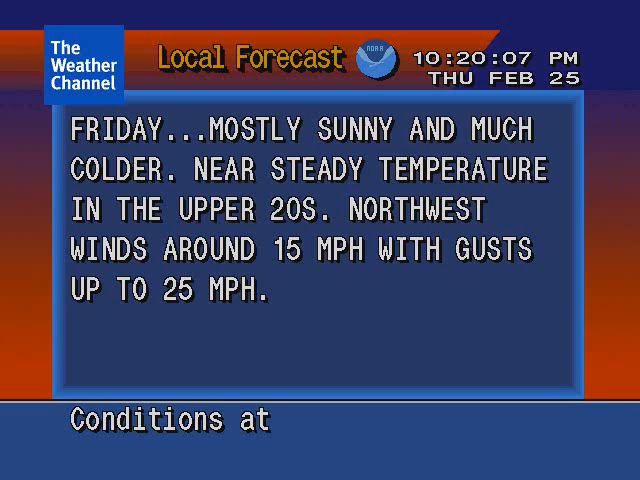 The
Weather
Channel
Local Forecast
NOAA
10:20:07 PM
THU FEB 25
FRIDAY...MOSTLY SUNNY AND MUCH
COLDER. NEAR STEADY TEMPERATURE
IN THE UPPER 20S. NORTHWEST
WINDS AROUND 15 MPH WITH GUSTS
UP TO 25 MPH.
Conditions at